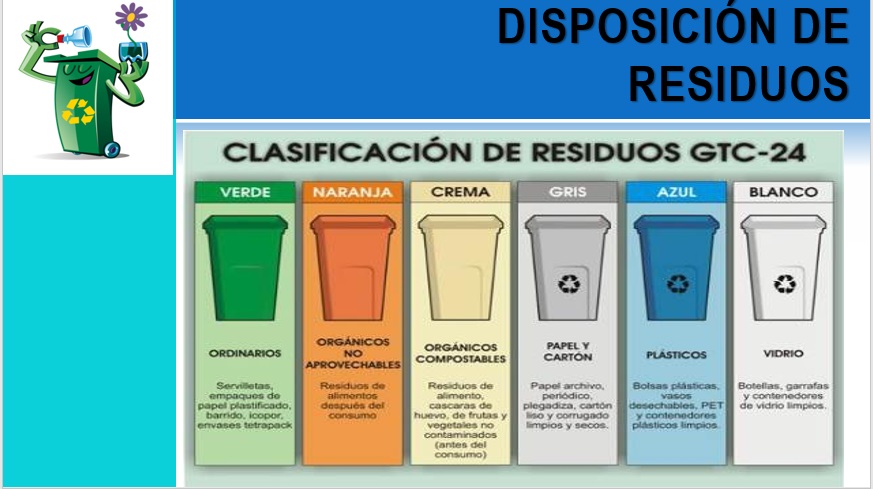 DISPOSICIÓN DE
RESIDUOS
CLASIFICACIÓN DE RESIDUOS GTC-24
VERDE
ORDINARIOS
Servilletas,
empaques de
papel plastificado,
barrido, icopor
envases tetrapack
NARANJA
ORGÁNICOS
NO
APROVECHABLES
Residuos de
alimentos
después del
consumo
CREMA
ORGÁNICOS
COMPOSTABLES
Residuos de
alimento,
cascaras de
huevo, de frutas y
vegetales no
contaminados
(antes del
consumo)
GRIS
PAPEL Y
CARTÓN
Papel archivo,
periódico,
plegadiza, cartón
liso y corrugado
limpios y secos.
AZUL
PLÁSTICOS
Bolsas plásticas,
vasos
desechables, PET
y contenedores
plásticos limpios.
BLANCO
VIDRIO
Botellas, garrafas
y contenedores
de vidrio limpios.